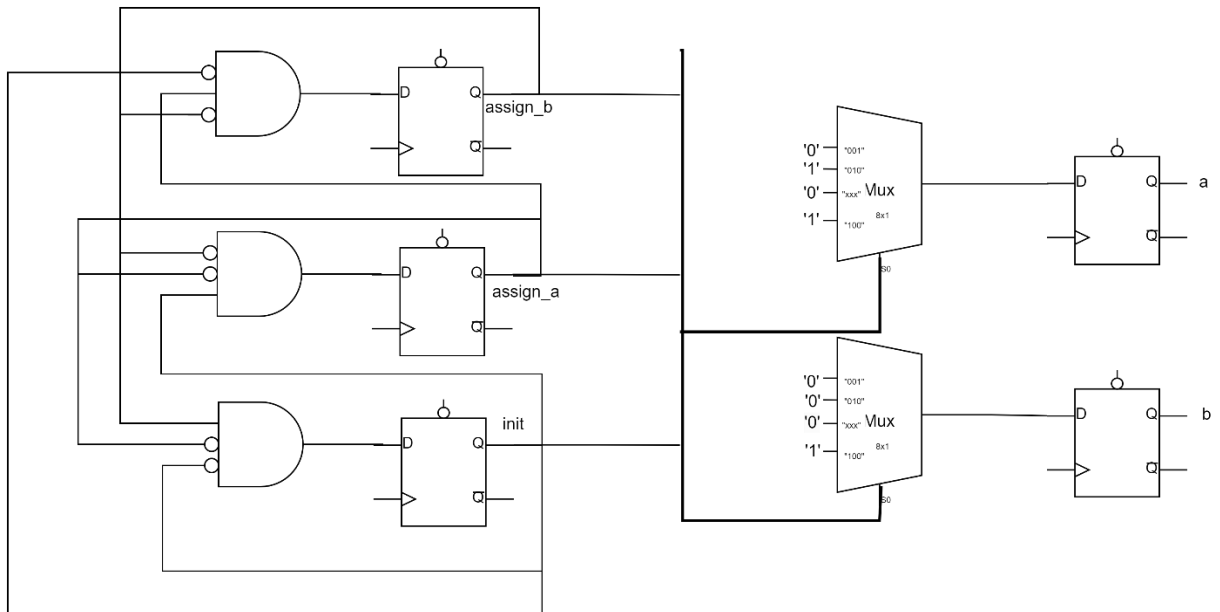 D
Q
assign_b
Q
D
Q
assign_a
Q
D
Q
init
Q
'0'
"001"
'1'
"010"
'0'
"xxx"
Mux
'1'
"100"
8x1
S0
D
Q
a
Q
'0'
"001"
'0'
"010"
'0'
"xxx"
Mux
'1'
"100"
8x1
S0
D
Q
b
Q